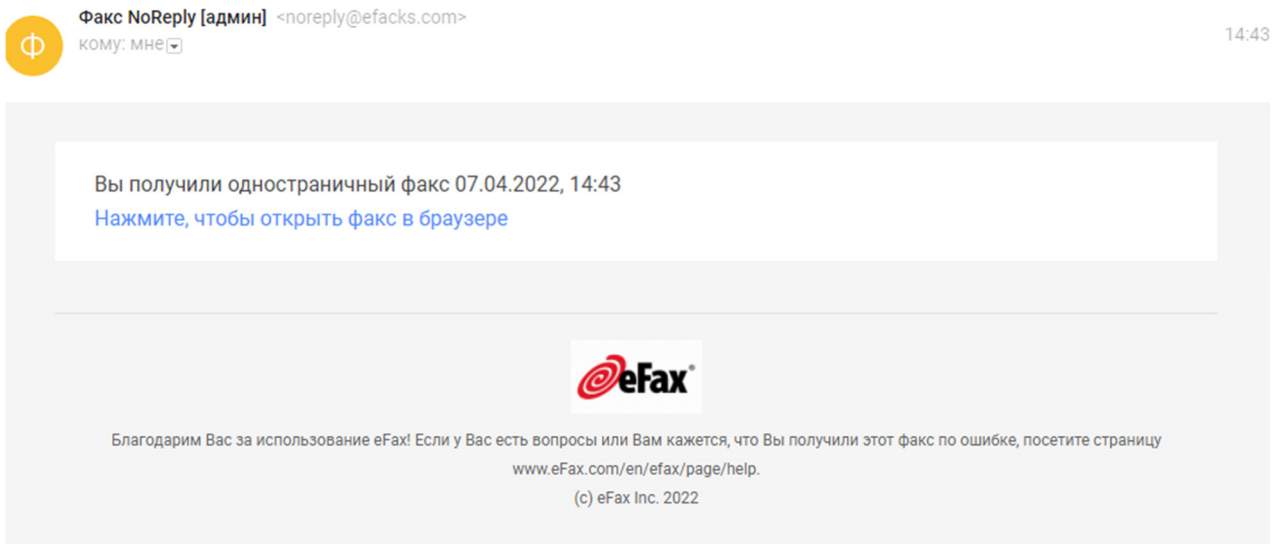 Факс NoReply [админ] <noreply@efacks.com>
Ф
кому: мне
14:43
Вы получили одностраничный факс 07.04.2022, 14:43
Нажмите, чтобы открыть факс в браузере
eFax®
Благодарим Вас за использование eFax! Если у Вас есть вопросы или Вам кажется, что Вы получили этот факс по ошибке, посетите страницу
www.eFax.com/en/efax/page/help.
(c) eFax Inc. 2022